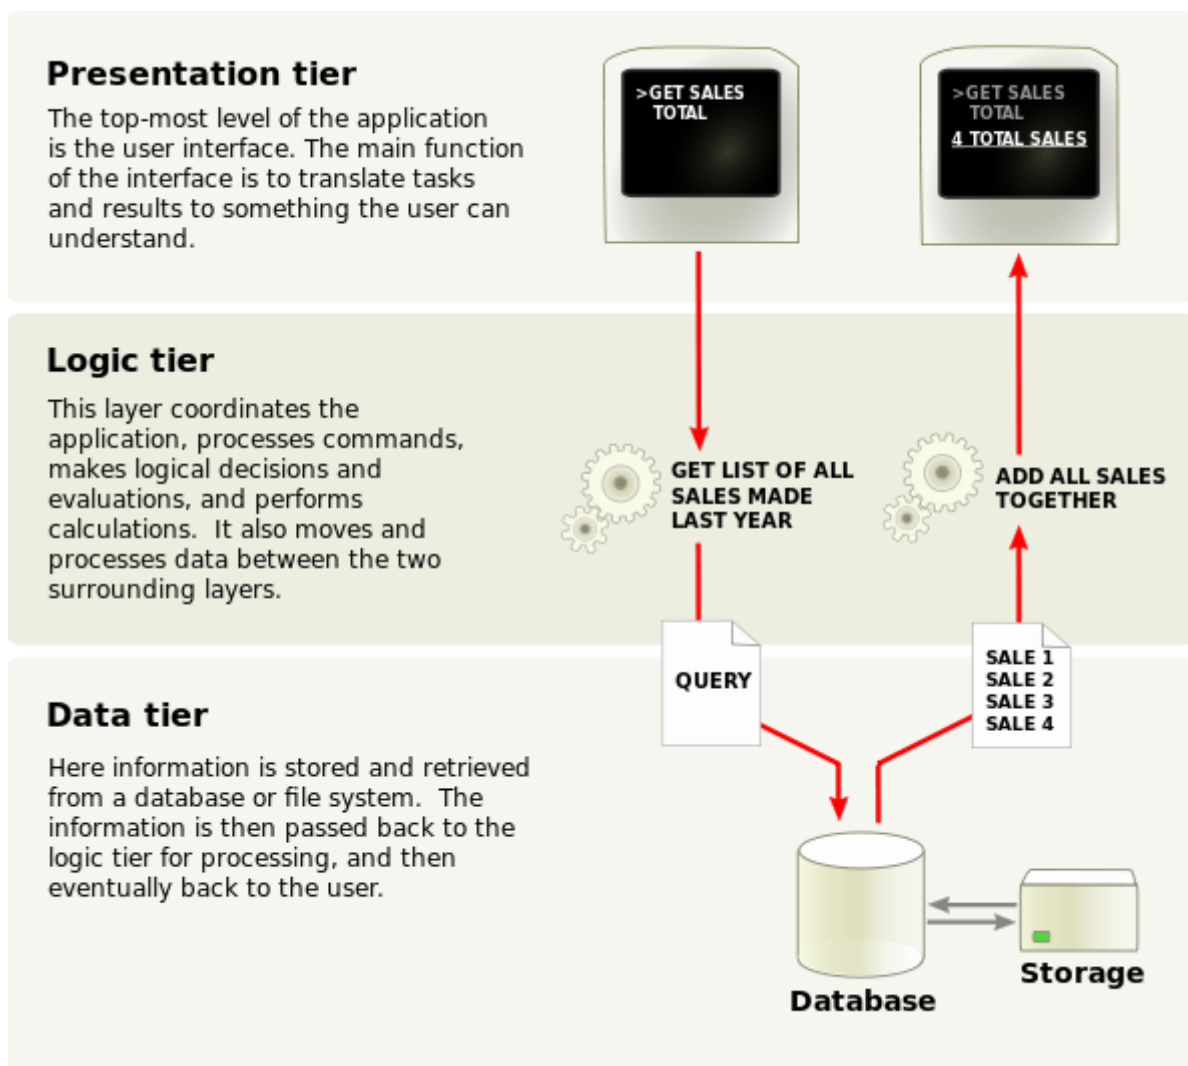 Presentation tier
The top-most level of the application
is the user interface. The main function
of the interface is to translate tasks
and results to something the user can
understand.
>GET SALES
TOTAL
>GET SALES
TOTAL
4 TOTAL SALES
Logic tier
This layer coordinates the
application, processes commands,
makes logical decisions and
evaluations, and performs
calculations.  It also moves and
processes data between the two
surrounding layers.
GET LIST OF ALL
SALES MADE
LAST YEAR
ADD ALL SALES
TOGETHER
QUERY
SALE 1
SALE 2
SALE 3
SALE 4
Data tier
Here information is stored and retrieved
from a database or file system.  The
information is then passed back to the
logic tier for processing, and then
eventually back to the user.
Database
Storage